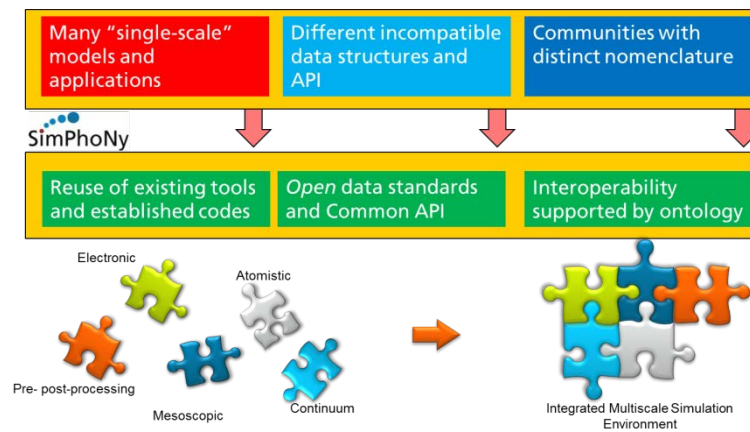 Many “single-scale”
models and
applications
Different incompatible
data structures and
API
Communities with
distinct nomenclature
SimPhoNy
Reuse of existing tools
and established codes
Open data standards
and Common API
Interoperability
supported by ontology
Electronic
Atomistic
Pre- post-processing
Mesoscopic
Continuum
Integrated Multiscale Simulation
Environment